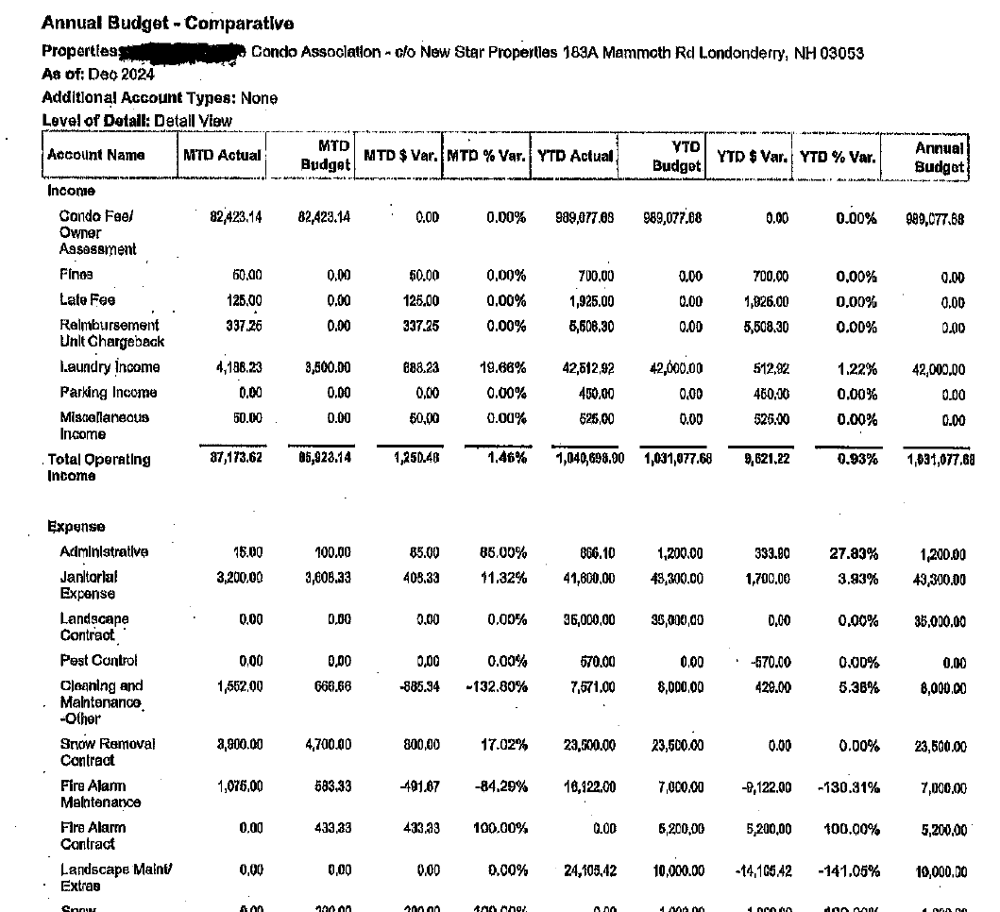 Annual Budget - Comparative
Properties Condo Association - c/o New Star Properties 183A Mammoth Rd Londonderry, NH 03053
As of: Dec 2024
Additional Account Types: None
Level of Detail: Detail View
Account Name MTD Actual MTD Budget MTD $ Var. MTD % Var. YTD Actual YTD Budget YTD $ Var. YTD % Var. Annual Budget
Income
Condo Fee/ 82,423.14 82,423.14 0.00 0.00% 989,077.68 989,077.68 0.00 0.00% 989,077.68
Owner
Assessment
Fines 50.00 0.00 50.00 0.00% 700.00 0.00 700.00 0.00% 0.00
Late Fee 125.00 0.00 125.00 0.00% 1,925.00 0.00 1,925.00 0.00% 0.00
Reimbursement 337.25 0.00 337.25 0.00% 5,508.30 0.00 5,508.30 0.00% 0.00
Unit Chargeback
Laundry Income 4,188.23 3,500.00 688.23 19.66% 42,512.92 42,000.00 512.92 1.22% 42,000.00
Parking Income 0.00 0.00 0.00 0.00% 450.00 0.00 450.00 0.00% 0.00
Miscellaneous 50.00 0.00 50.00 0.00% 525.00 0.00 525.00 0.00% 0.00
Income
Total Operating 87,173.62 85,923.14 1,250.48 1.46% 1,040,698.90 1,031,077.68 9,621.22 0.93% 1,031,077.68
Income
Expense
Administrative 15.00 100.00 85.00 85.00% 866.10 1,200.00 333.90 27.83% 1,200.00
Janitorial 3,200.00 3,608.33 408.33 11.32% 41,600.00 43,300.00 1,700.00 3.93% 43,300.00
Expense
Landscape 0.00 0.00 0.00 0.00% 35,000.00 35,000.00 0.00 0.00% 35,000.00
Contract
Pest Control 0.00 0.00 0.00 0.00% 570.00 0.00 -570.00 0.00% 0.00
Cleaning and 1,552.00 666.66 -885.34 -132.80% 7,571.00 8,000.00 429.00 5.36% 8,000.00
Maintenance
-Other
Snow Removal 3,900.00 4,700.00 800.00 17.02% 23,500.00 23,500.00 0.00 0.00% 23,500.00
Contract
Fire Alarm 1,075.00 583.33 -491.67 -84.29% 16,122.00 7,000.00 -9,122.00 -130.31% 7,000.00
Maintenance
Fire Alarm 0.00 433.33 433.33 100.00% 0.00 5,200.00 5,200.00 100.00% 5,200.00
Contract
Landscape Maint/ 0.00 0.00 0.00 0.00% 24,105.42 10,000.00 -14,105.42 -141.05% 10,000.00
Extras
Snow